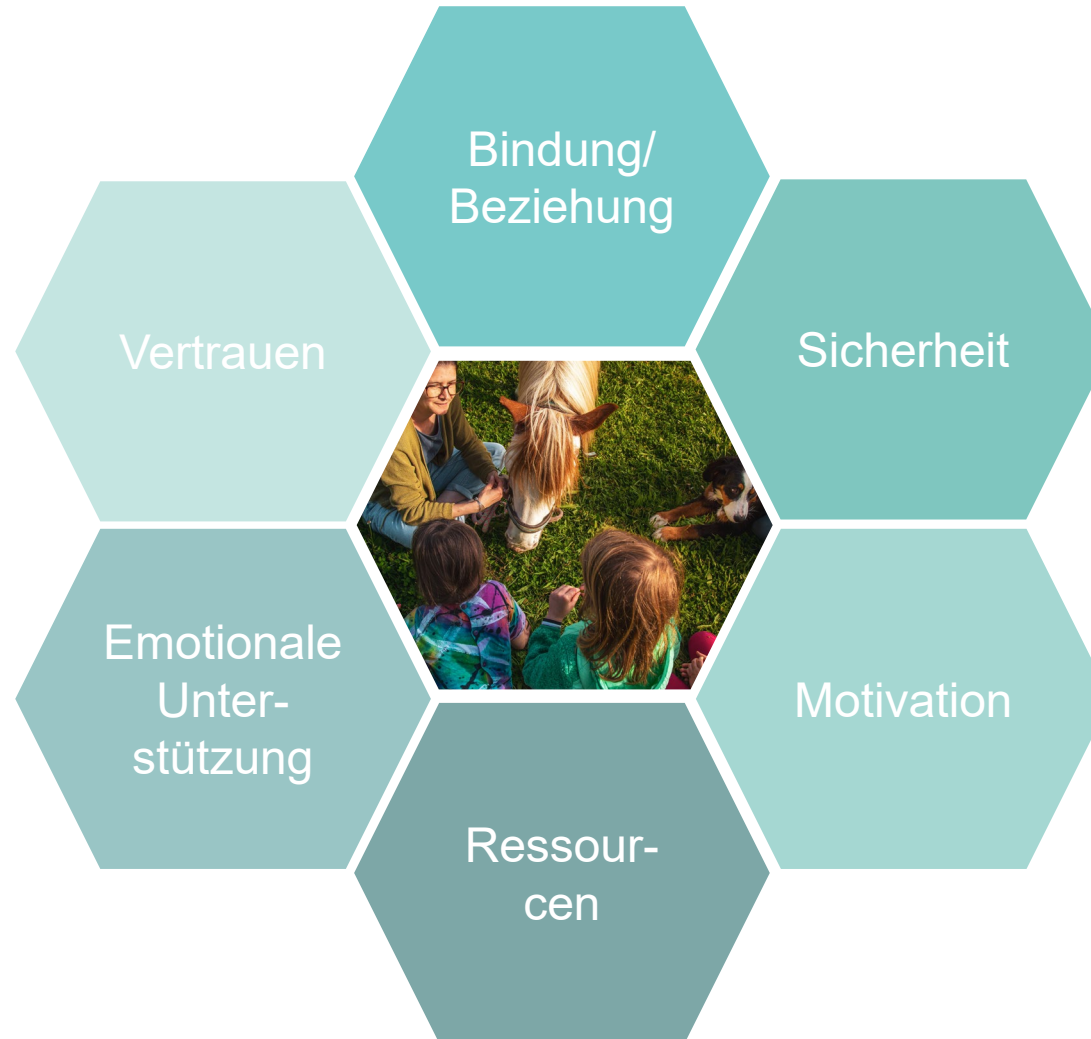 Bindung/
Beziehung
Vertrauen
Sicherheit
Emotionale
Unter-
stützung
Motivation
Ressour-
cen